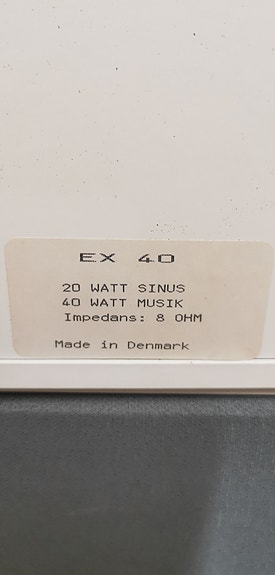 EX 40
20 WATT SINUS
40 WATT MUSIK
Impedans: 8 OHM
Made in Denmark